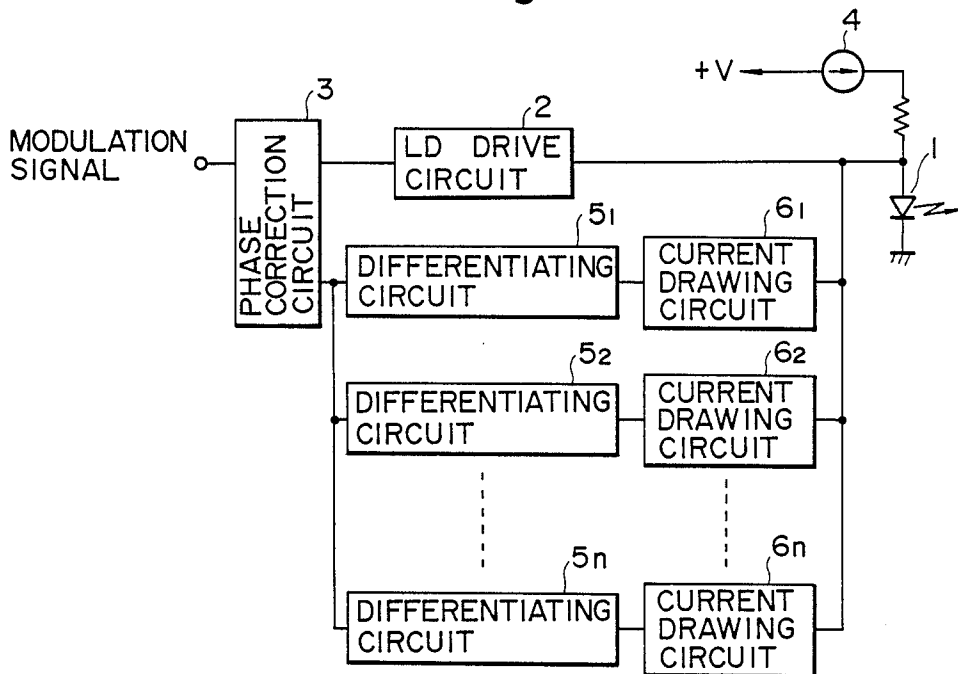 4
+V
3
2
MODULATION
SIGNAL
PHASE
CORRECTION
CIRCUIT
LD DRIVE
CIRCUIT
1
51
DIFFERENTIATING
CIRCUIT
61
CURRENT
DRAWING
CIRCUIT
52
DIFFERENTIATING
CIRCUIT
62
CURRENT
DRAWING
CIRCUIT
5n
DIFFERENTIATING
CIRCUIT
6n
CURRENT
DRAWING
CIRCUIT